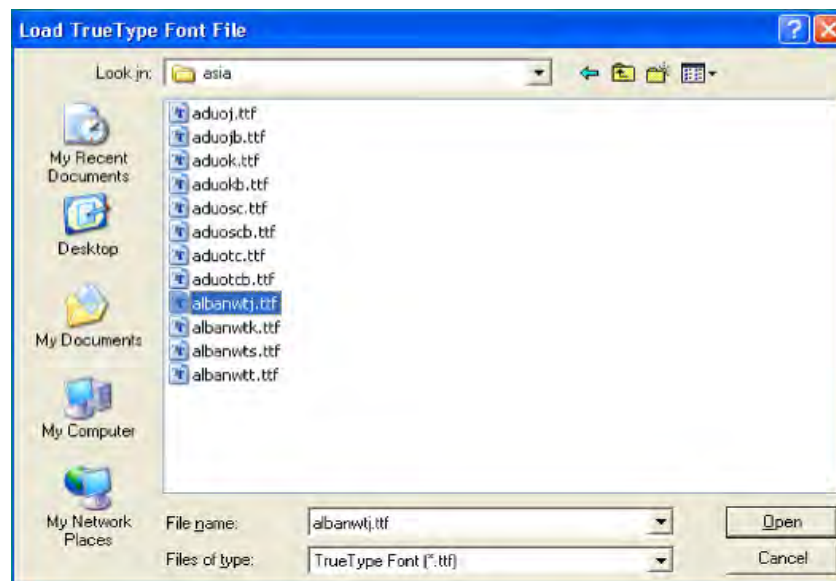 Load TrueType Font File
Look in: asia
aduoj.ttf
aduojb.ttf
aduok.ttf
aduokb.ttf
aduosc.ttf
aduoscb.ttf
aduotc.ttf
aduotcb.ttf
albanwtj.ttf
albanwtk.ttf
albanwts.ttf
albanwtt.ttf
My Recent
Documents
Desktop
My Documents
My Computer
My Network
Places
File name: albanwtj.ttf Open
Files of type: TrueType Font (*.ttf) Cancel